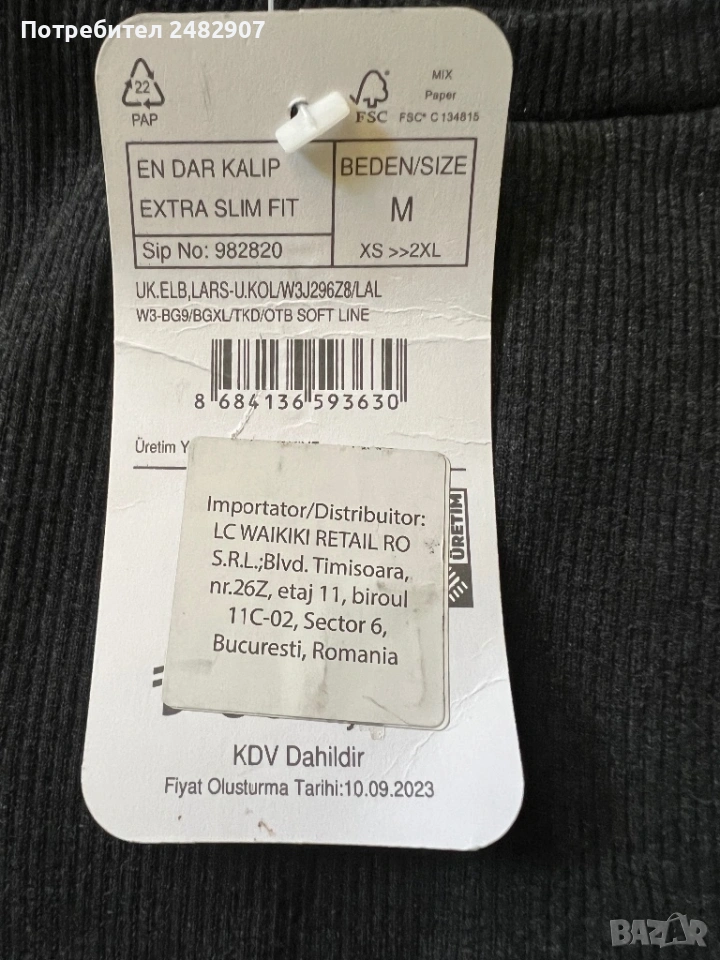 Потребител 2482907
22
PAP
FSC
MIX
Paper
FSC® C134815
EN DAR KALIP
EXTRA SLIM FIT
Sip No: 982820
BEDEN/SIZE
M
XS >>2XL
UK.ELB,LARS-U.KOL/W3J296Z8/LAL
W3-BG9/BGXL/TKD/OTB SOFT LINE
8 684136 593630
Üretim
ÜRETİM
Importator/Distribuitor:
LC WAIKIKI RETAIL RO
S.R.L.;Blvd. Timisoara,
nr.26Z, etaj 11, biroul
11C-02, Sector 6,
Bucuresti, Romania
KDV Dahildir
Fiyat Olusturma Tarihi:10.09.2023
BAZAR